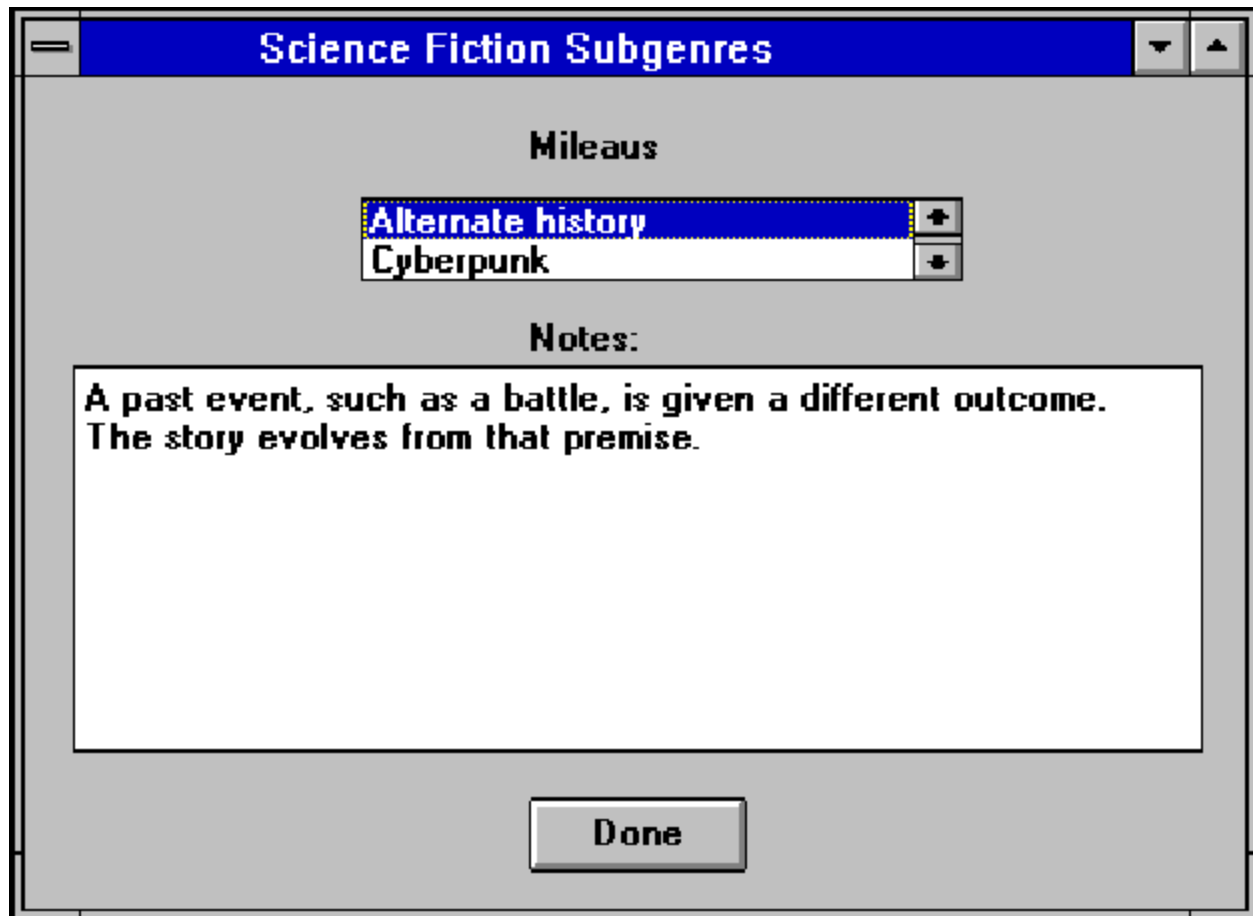 Science Fiction Subgenres
Mileaus
Alternate history
Cyberpunk
Notes:
A past event, such as a battle, is given a different outcome.
The story evolves from that premise.
Done